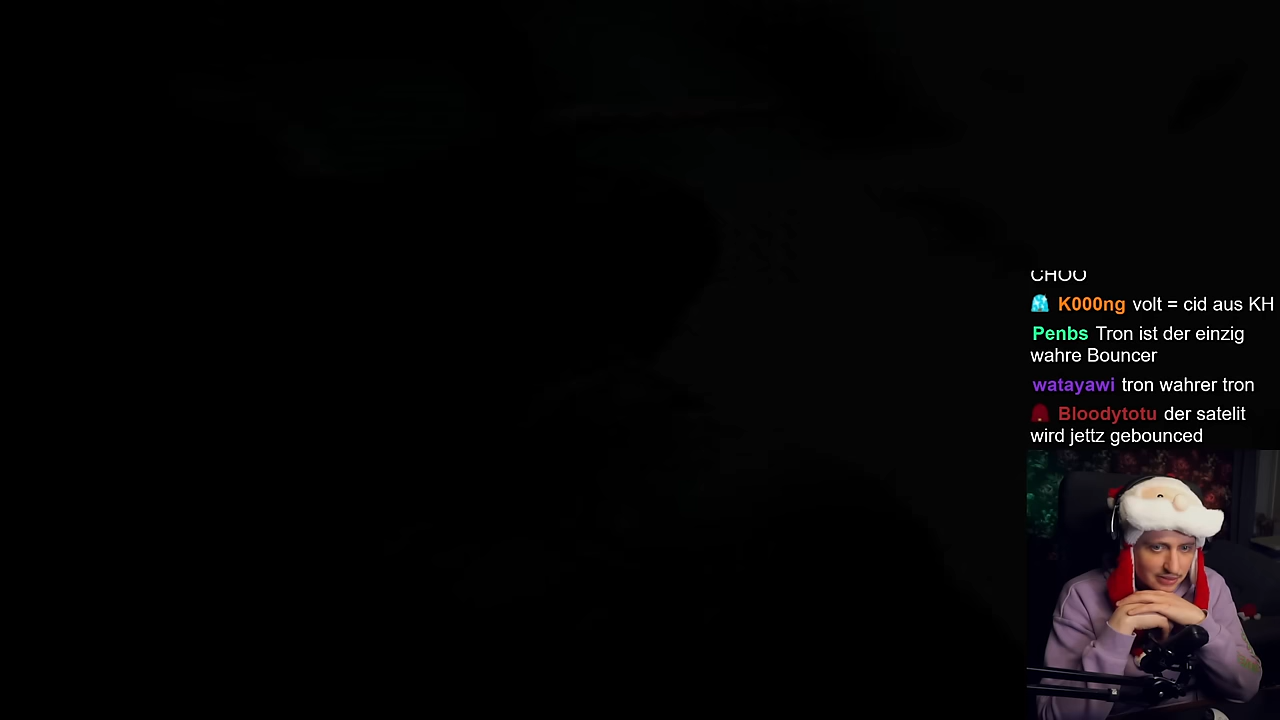 CHOO
K000ng volt = cid aus KH
Penbs Tron ist der einzig
wahre Bouncer
watayawi tron wahrer tron
Bloodytotu der satelit
wird jettz gebounced